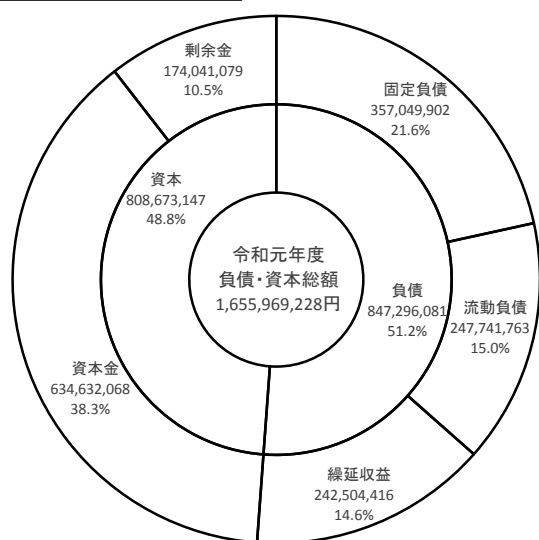 剰余金
174,041,079
10.5%
固定負債
357,049,902
21.6%
資本
808,673,147
48.8%
令和元年度
負債・資本総額
1,655,969,228円
負債
847,296,081
51.2%
流動負債
247,741,763
15.0%
資本金
634,632,068
38.3%
繰延収益
242,504,416
14.6%